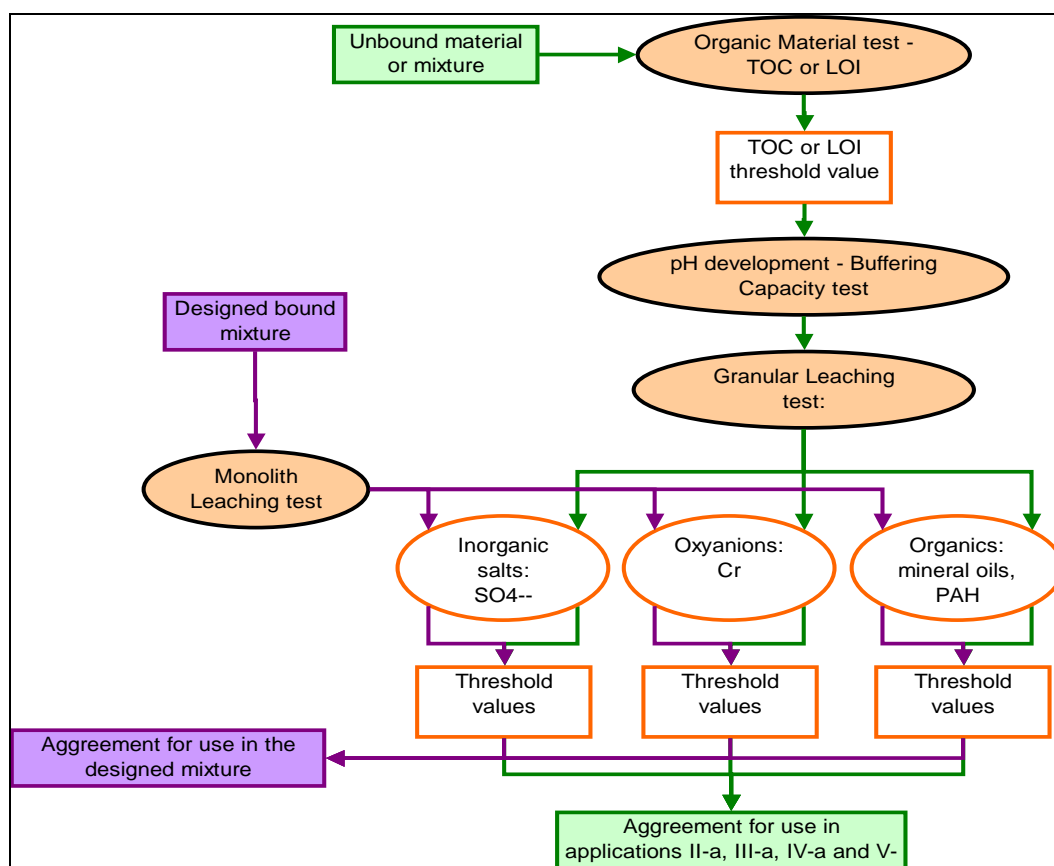 Unbound material
or mixture
Organic Material test -
TOC or LOI
TOC or LOI
threshold value
pH development - Buffering
Capacity test
Designed bound
mixture
Granular Leaching
test:
Monolith
Leaching test
Inorganic
salts:
SO4--
Oxyanions:
Cr
Organics:
mineral oils,
PAH
Threshold
values
Threshold
values
Threshold
values
Aggreement for use in the
designed mixture
Aggreement for use in
applications II-a, III-a, IV-a and V-